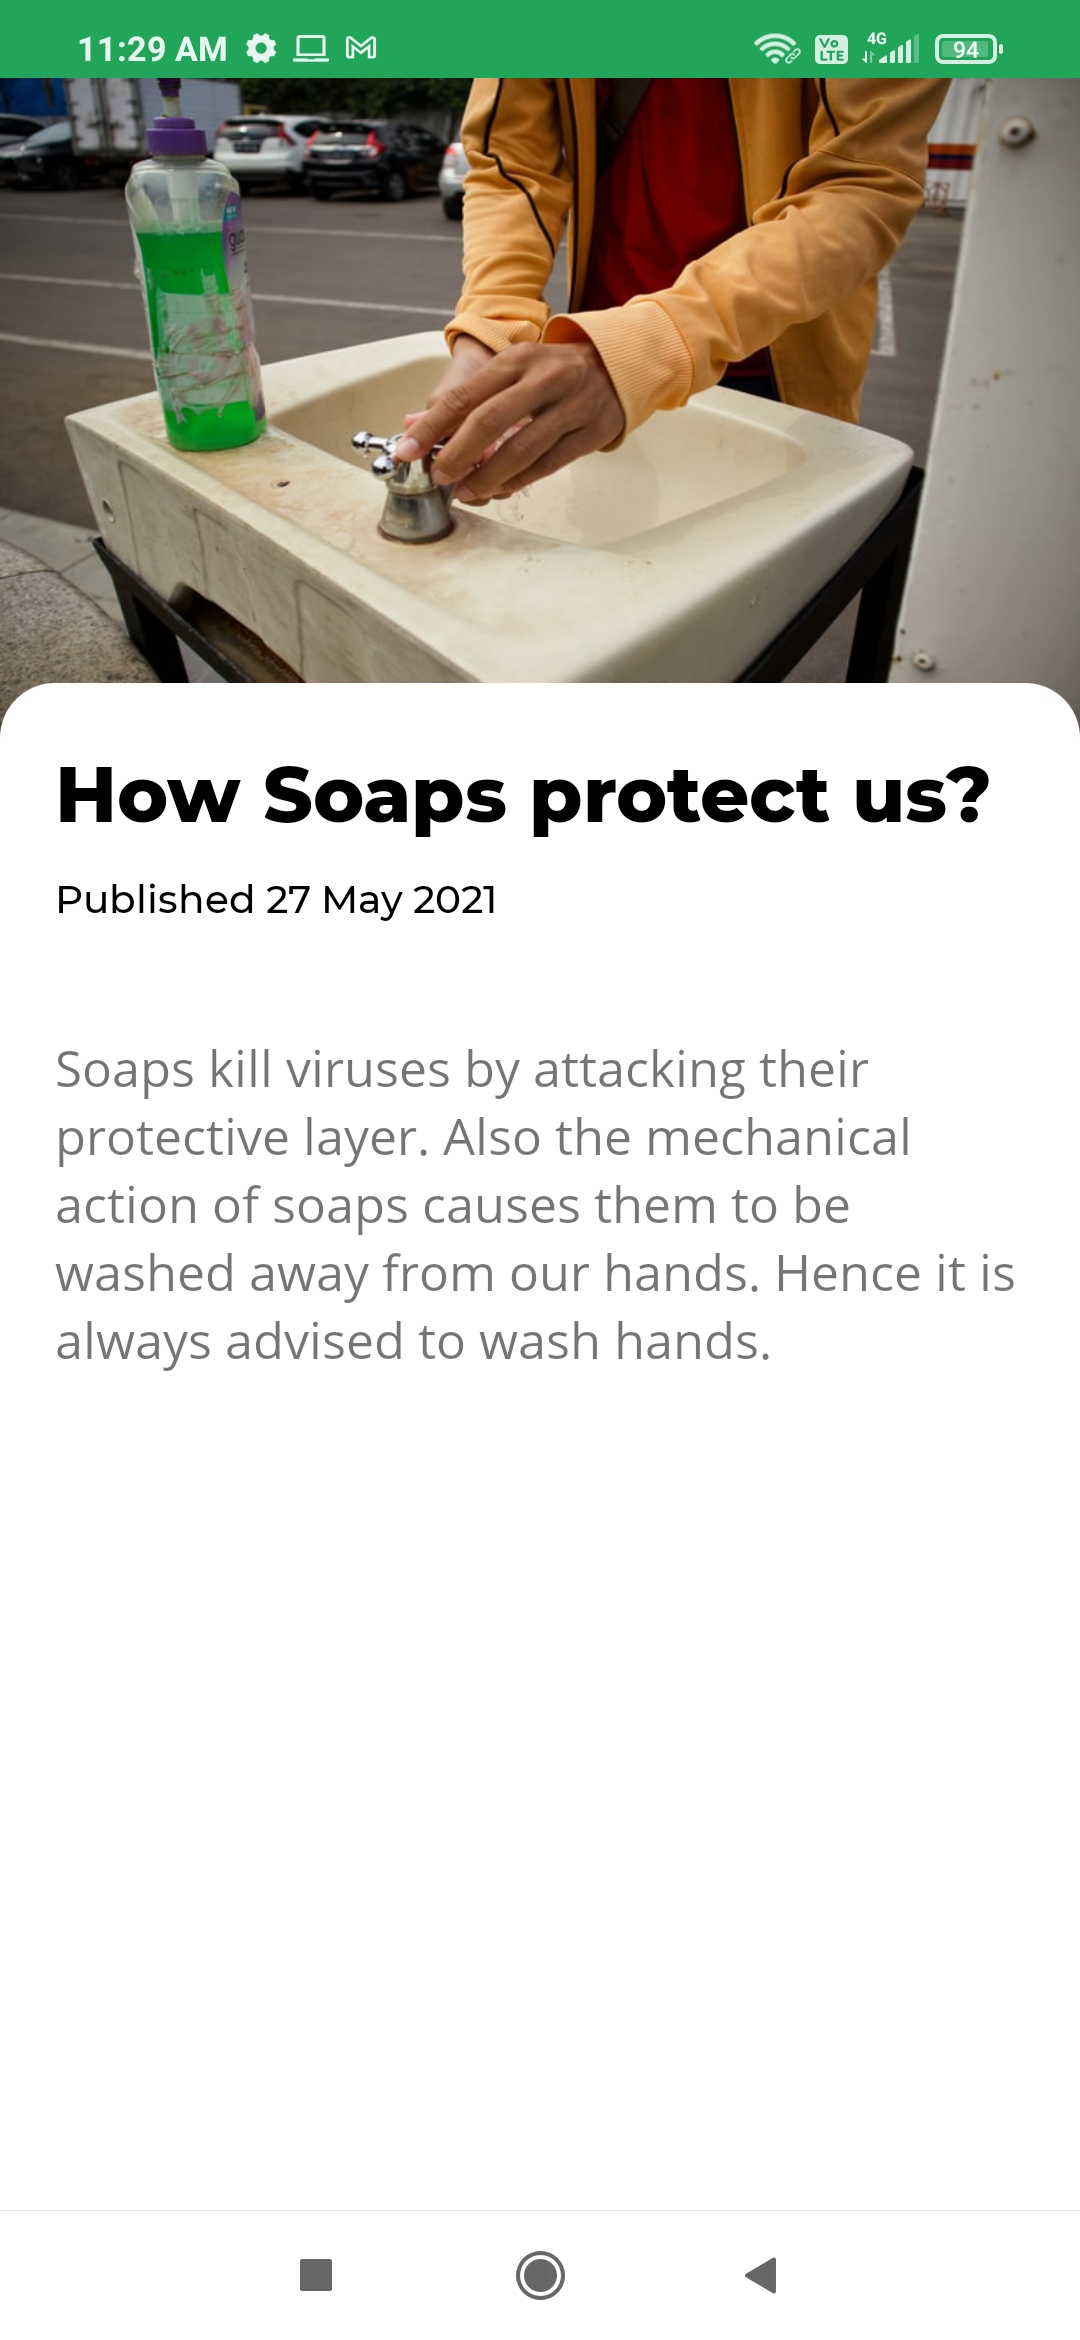 11:29 AM
Vo
LTE
4G
94
How Soaps protect us?
Published 27 May 2021
Soaps kill viruses by attacking their
protective layer. Also the mechanical
action of soaps causes them to be
washed away from our hands. Hence it is
always advised to wash hands.